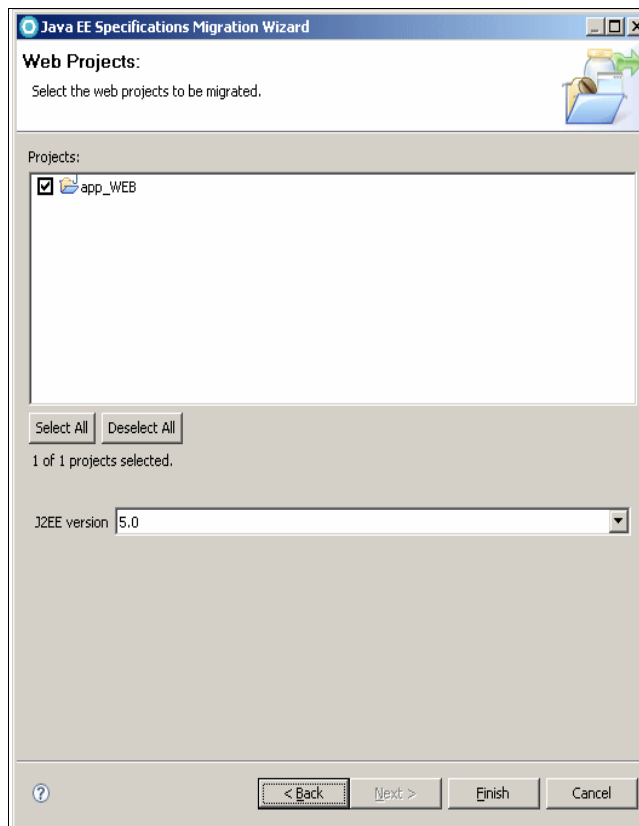 Java EE Specifications Migration Wizard
Web Projects:
Select the web projects to be migrated.
Projects:
app_WEB
Select All Deselect All
1 of 1 projects selected.
J2EE version 5.0
?
< Back Next > Finish Cancel